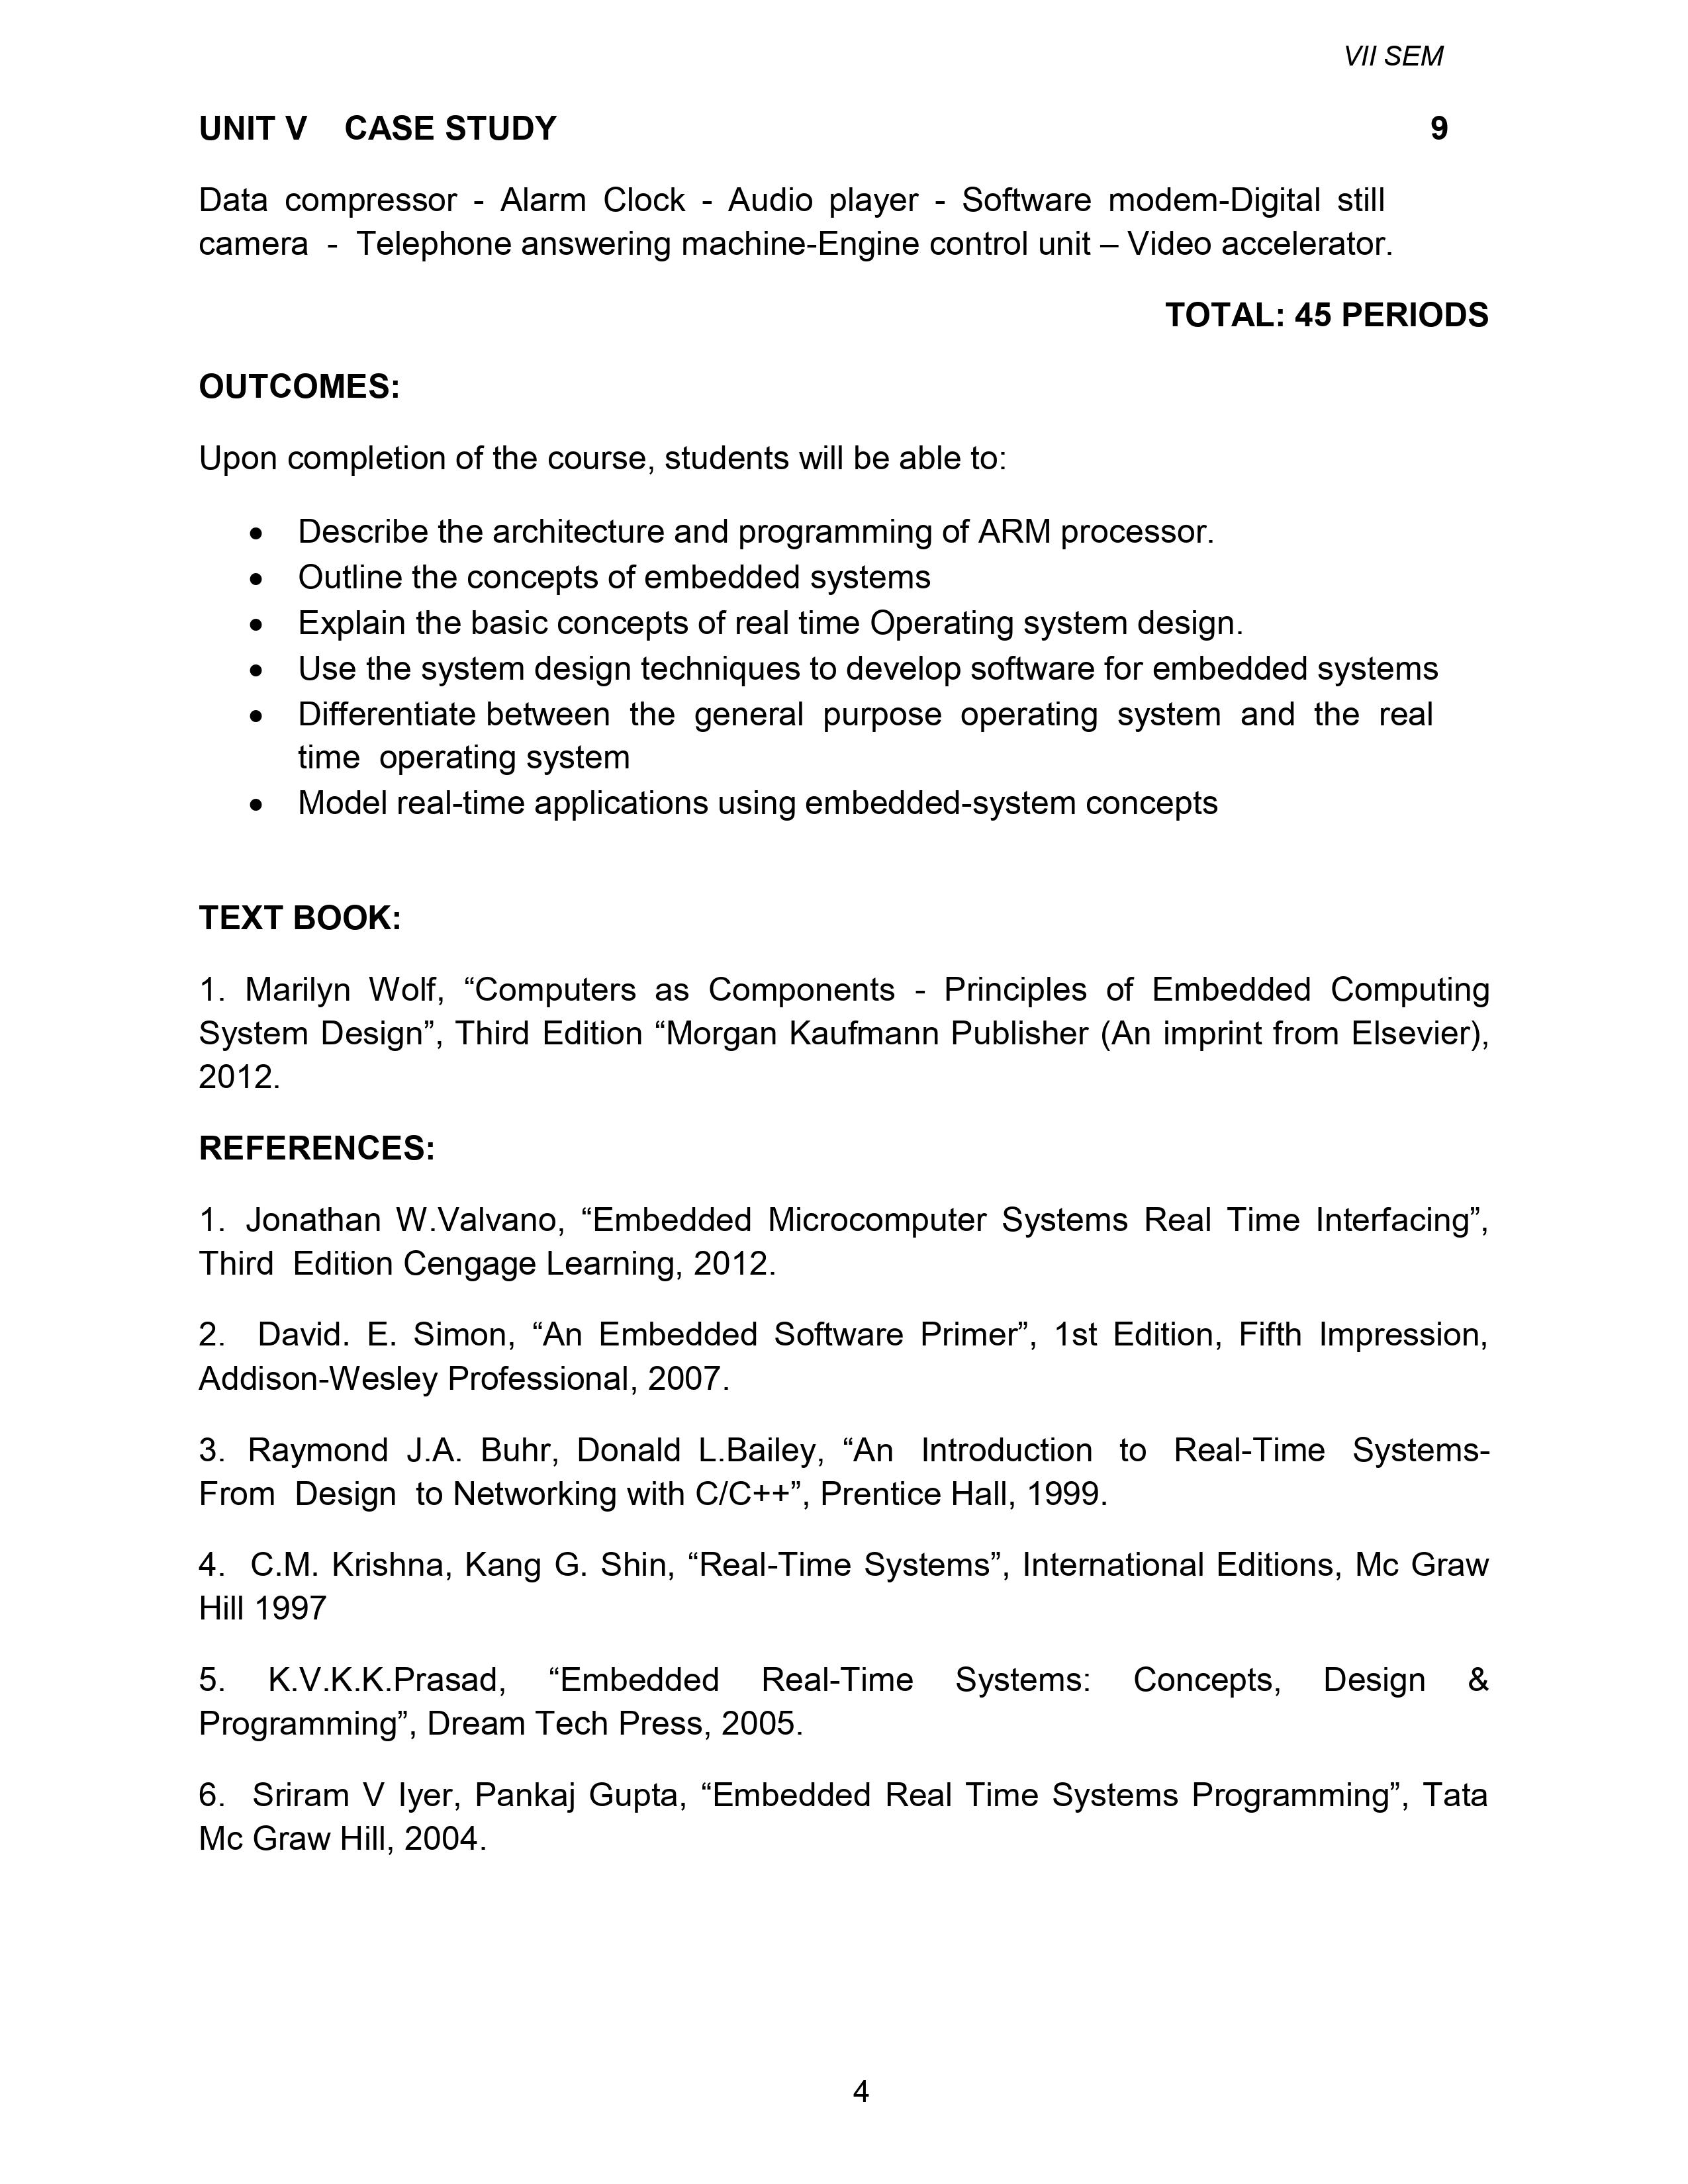 VII SEM
UNIT V CASE STUDY 9
Data compressor - Alarm Clock - Audio player - Software modem-Digital still
camera - Telephone answering machine-Engine control unit – Video accelerator.
TOTAL: 45 PERIODS
OUTCOMES:
Upon completion of the course, students will be able to:
• Describe the architecture and programming of ARM processor.
• Outline the concepts of embedded systems
• Explain the basic concepts of real time Operating system design.
• Use the system design techniques to develop software for embedded systems
• Differentiate between the general purpose operating system and the real
time operating system
• Model real-time applications using embedded-system concepts
TEXT BOOK:
1. Marilyn Wolf, “Computers as Components - Principles of Embedded Computing
System Design”, Third Edition “Morgan Kaufmann Publisher (An imprint from Elsevier),
2012.
REFERENCES:
1. Jonathan W.Valvano, “Embedded Microcomputer Systems Real Time Interfacing”,
Third Edition Cengage Learning, 2012.
2. David. E. Simon, “An Embedded Software Primer”, 1st Edition, Fifth Impression,
Addison-Wesley Professional, 2007.
3. Raymond J.A. Buhr, Donald L.Bailey, “An Introduction to Real-Time Systems-
From Design to Networking with C/C++”, Prentice Hall, 1999.
4. C.M. Krishna, Kang G. Shin, “Real-Time Systems”, International Editions, Mc Graw
Hill 1997
5. K.V.K.K.Prasad, “Embedded Real-Time Systems: Concepts, Design &
Programming”, Dream Tech Press, 2005.
6. Sriram V Iyer, Pankaj Gupta, “Embedded Real Time Systems Programming”, Tata
Mc Graw Hill, 2004.
4